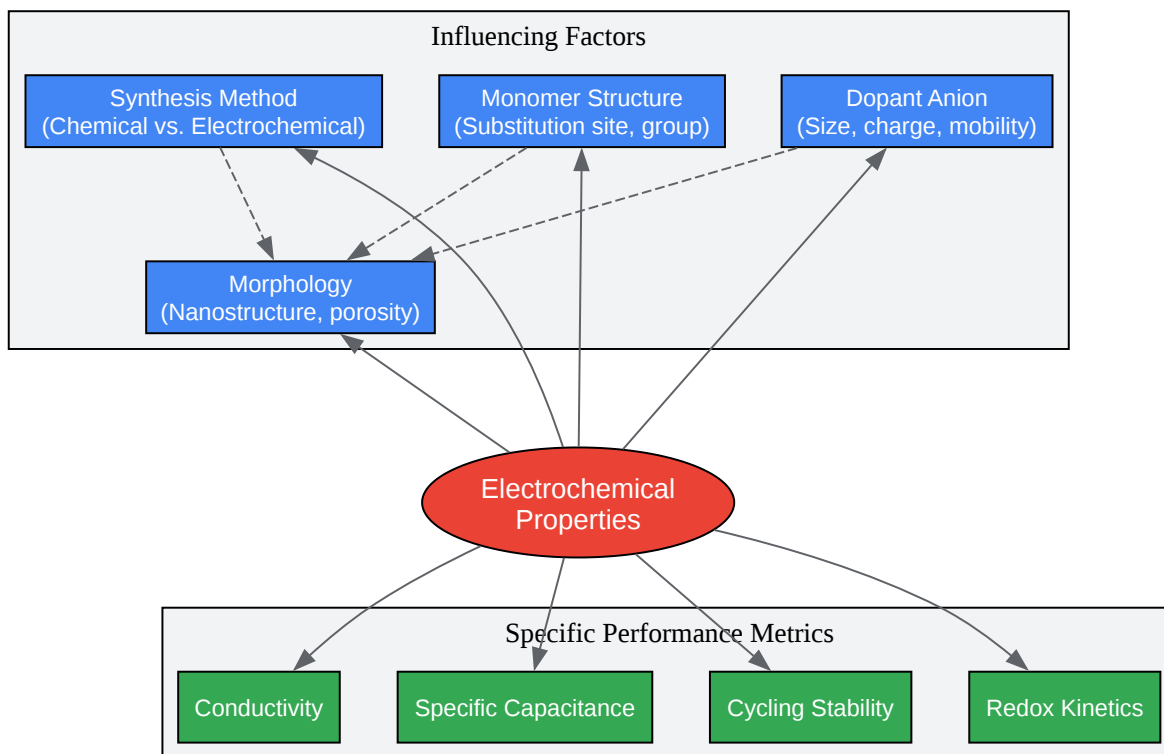 Influencing Factors
Synthesis Method
(Chemical vs. Electrochemical)
Monomer Structure
(Substitution site, group)
Dopant Anion
(Size, charge, mobility)
Morphology
(Nanostructure, porosity)
Electrochemical
Properties
Specific Performance Metrics
Conductivity
Specific Capacitance
Cycling Stability
Redox Kinetics